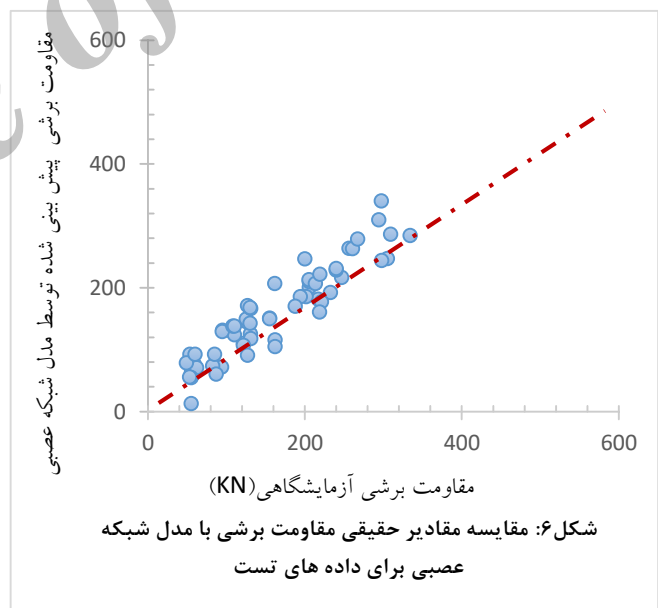 مقاومت برشی پیش بینی شده توسط مدل شبکه عصبی
600
400
200
0
0 200 400 600
مقاومت برشی آزمایشگاهی(KN)
شکل۶: مقایسه مقادیر حقیقی مقاومت برشی با مدل شبکه
عصبی برای داده های تست